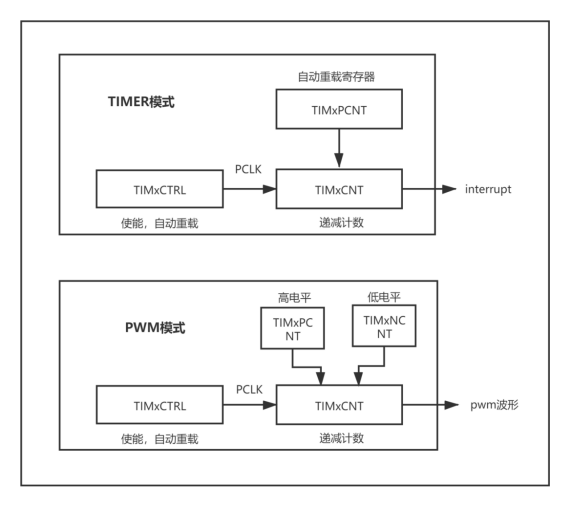 自动重载寄存器
TIMER模式
TIMxPCNT
PCLK
TIMxCTRL
TIMxCNT
interrupt
使能，自动重载
递减计数
高电平
低电平
PWM模式
TIMxPC
NT
TIMxNC
NT
PCLK
TIMxCTRL
TIMxCNT
pwm波形
使能，自动重载
递减计数